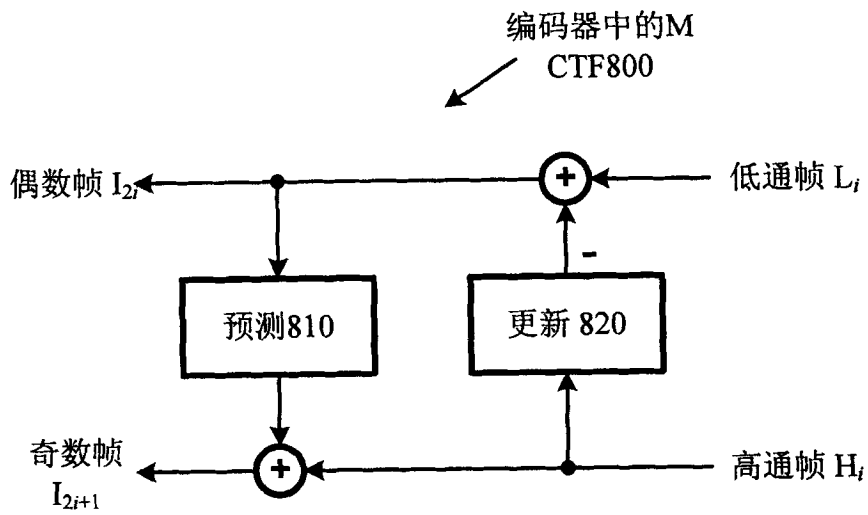 编码器中的M
CTF800
偶数帧 I2i
+
低通帧 Li
-
预测810
更新 820
奇数帧
I2i+1
+
高通帧 Hi